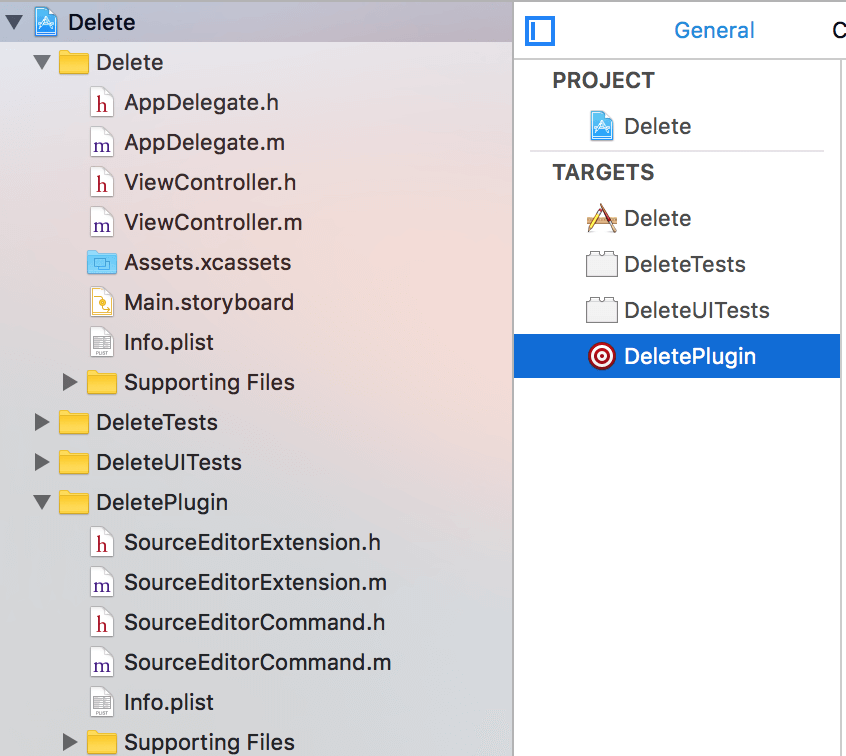 Delete
Delete
h AppDelegate.h
m AppDelegate.m
h ViewController.h
m ViewController.m
Assets.xcassets
Main.storyboard
PLIST Info.plist
Supporting Files
DeleteTests
DeleteUITests
DeletePlugin
h SourceEditorExtension.h
m SourceEditorExtension.m
h SourceEditorCommand.h
m SourceEditorCommand.m
PLIST Info.plist
Supporting Files
General C
PROJECT
Delete
TARGETS
Delete
DeleteTests
DeleteUITests
DeletePlugin